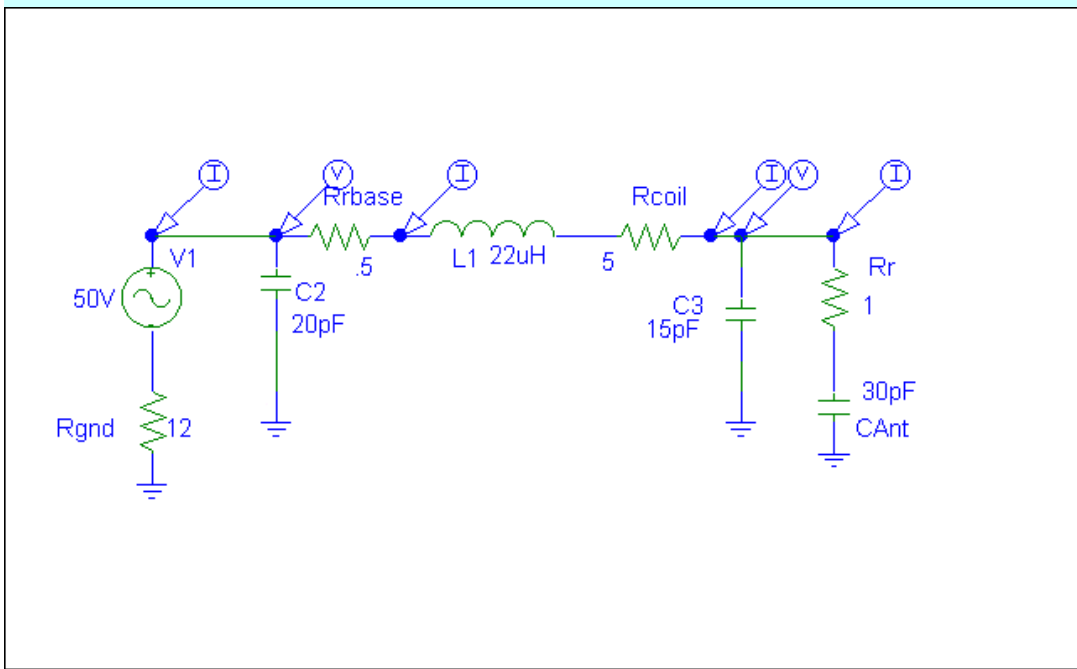 I
V
I
I
V
I
Rrbase
Rcoil
V1
L1
22uH
.5
5
Rr
50V
C2
20pF
C3
15pF
1
30pF
CAnt
Rgnd
12